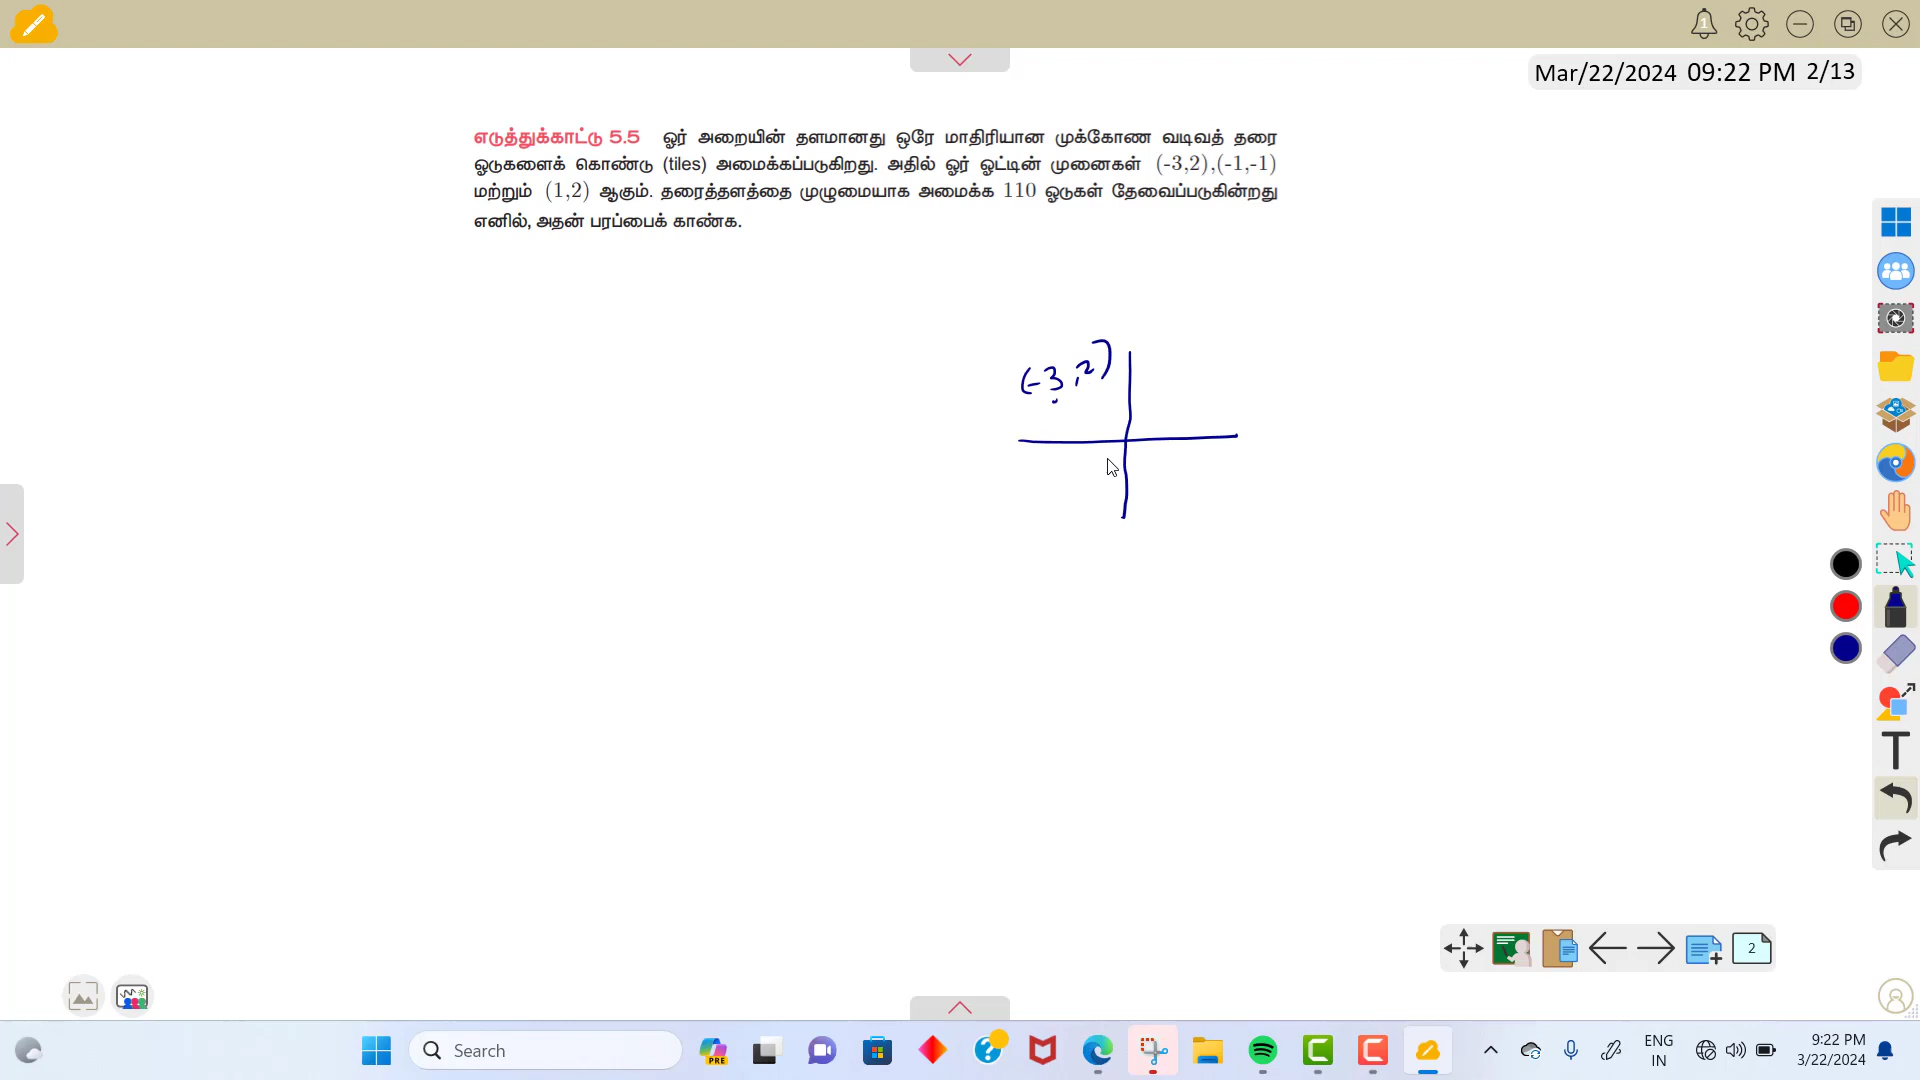 Mar/22/2024 09:22 PM 2/13
எடுத்துக்காட்டு 5.5 ஓர் அறையின் தளமானது ஒரே மாதிரியான முக்கோண வடிவத் தரை
ஓடுகளைக் கொண்டு (tiles) அமைக்கப்படுகிறது. அதில் ஓர் ஓட்டின் முனைகள் (-3,2),(-1,-1)
மற்றும் (1,2) ஆகும். தரைத்தளத்தை முழுமையாக அமைக்க 110 ஓடுகள் தேவைப்படுகின்றது
எனில், அதன் பரப்பைக் காண்க.
(-3,2)
T
2
Search
PRE
ENG
IN
9:22 PM
3/22/2024